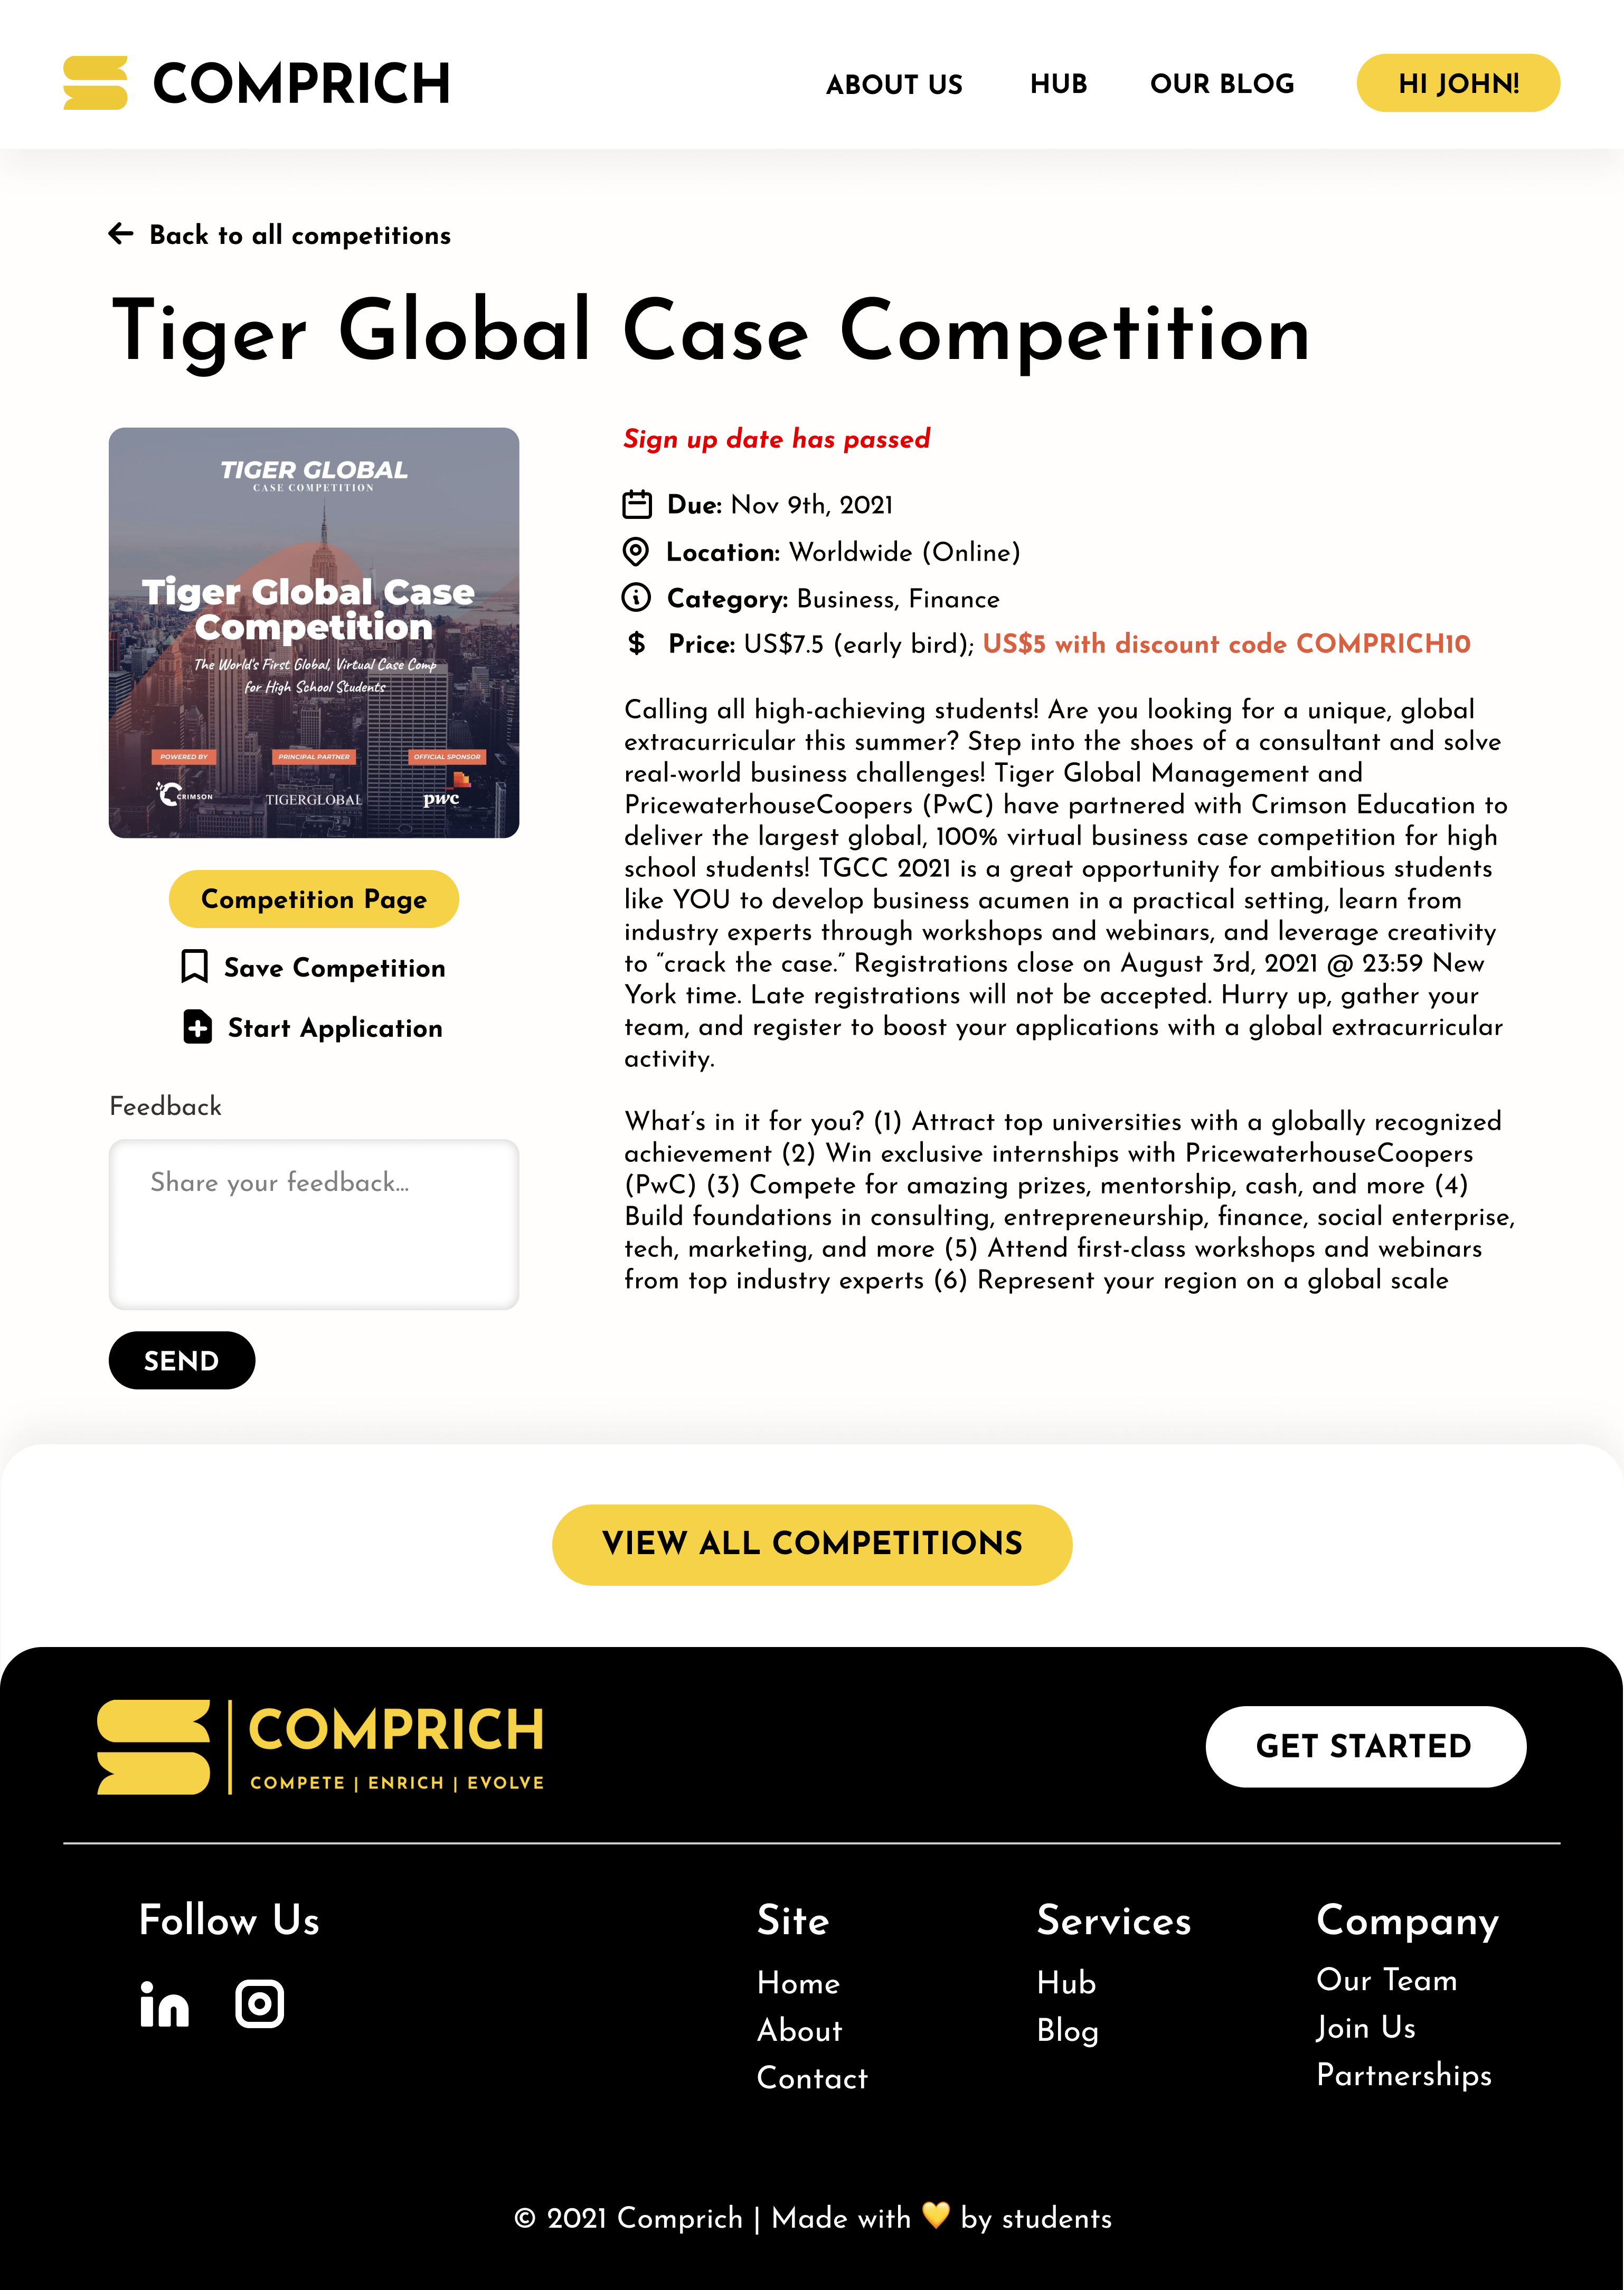 COMPRICH
ABOUT US
HUB
OUR BLOG
HI JOHN!
Back to all competitions
Tiger Global Case Competition
TIGER GLOBAL
CASE COMPETITION
Tiger Global Case
Competition
The World's First Global, Virtual Case Comp
for High School Students
POWERED BY
PRINCIPAL PARTNER
OFFICIAL SPONSOR
CRIMSON
TIGERGLOBAL
pwc
Competition Page
Save Competition
Start Application
Feedback
Share your feedback...
SEND
Sign up date has passed
Due: Nov 9th, 2021
Location: Worldwide (Online)
Category: Business, Finance
$ Price: US$7.5 (early bird); US$5 with discount code COMPRICH10
Calling all high-achieving students! Are you looking for a unique, global
extracurricular this summer? Step into the shoes of a consultant and solve
real-world business challenges! Tiger Global Management and
PricewaterhouseCoopers (PwC) have partnered with Crimson Education to
deliver the largest global, 100% virtual business case competition for high
school students! TGCC 2021 is a great opportunity for ambitious students
like YOU to develop business acumen in a practical setting, learn from
industry experts through workshops and webinars, and leverage creativity
to “crack the case.” Registrations close on August 3rd, 2021 @ 23:59 New
York time. Late registrations will not be accepted. Hurry up, gather your
team, and register to boost your applications with a global extracurricular
activity.
What’s in it for you? (1) Attract top universities with a globally recognized
achievement (2) Win exclusive internships with PricewaterhouseCoopers
(PwC) (3) Compete for amazing prizes, mentorship, cash, and more (4)
Build foundations in consulting, entrepreneurship, finance, social enterprise,
tech, marketing, and more (5) Attend first-class workshops and webinars
from top industry experts (6) Represent your region on a global scale
VIEW ALL COMPETITIONS
COMPRICH
COMPETE | ENRICH | EVOLVE
GET STARTED
Follow Us
in
Site
Home
About
Contact
Services
Hub
Blog
Company
Our Team
Join Us
Partnerships
© 2021 Comprich | Made with 💛 by students